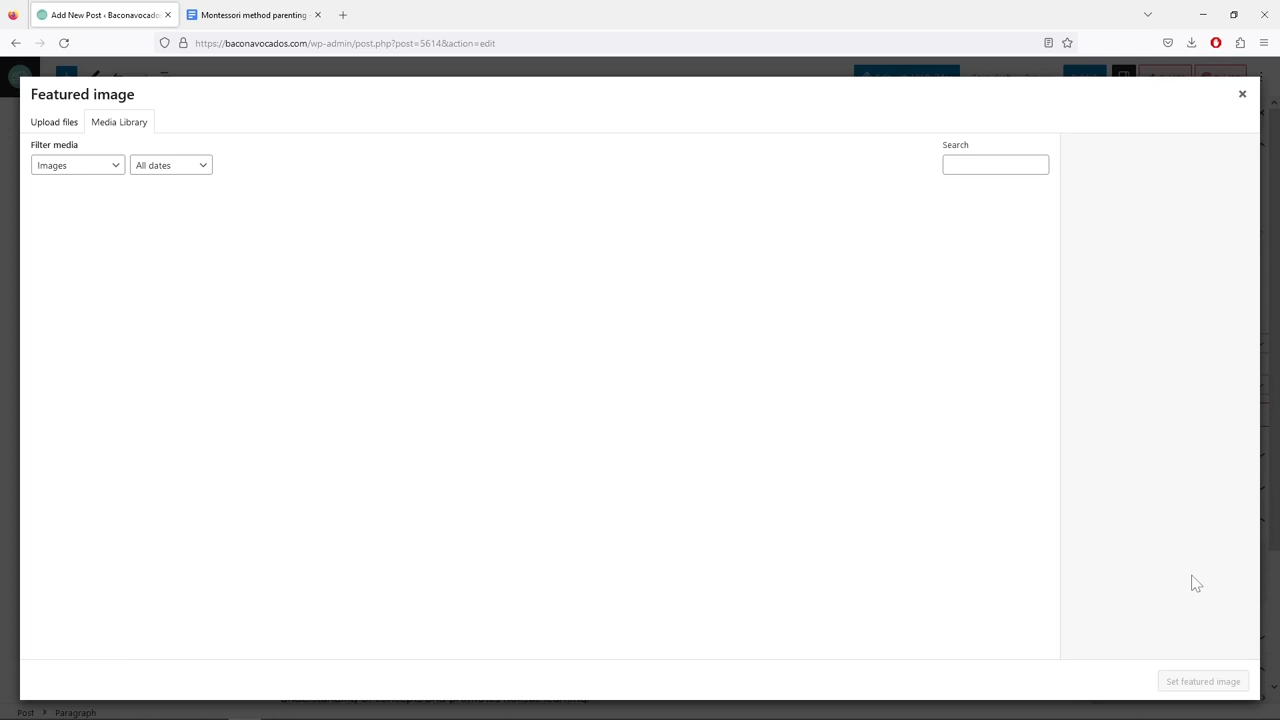 Add New Post ‹ Baconavocado
Montessori method parenting -
https://baconavocados.com/wp-admin/post.php?post=5614&action=edit
Featured image
Upload files
Media Library
Filter media
Search
Images
All dates
Set featured image
Post
Paragraph